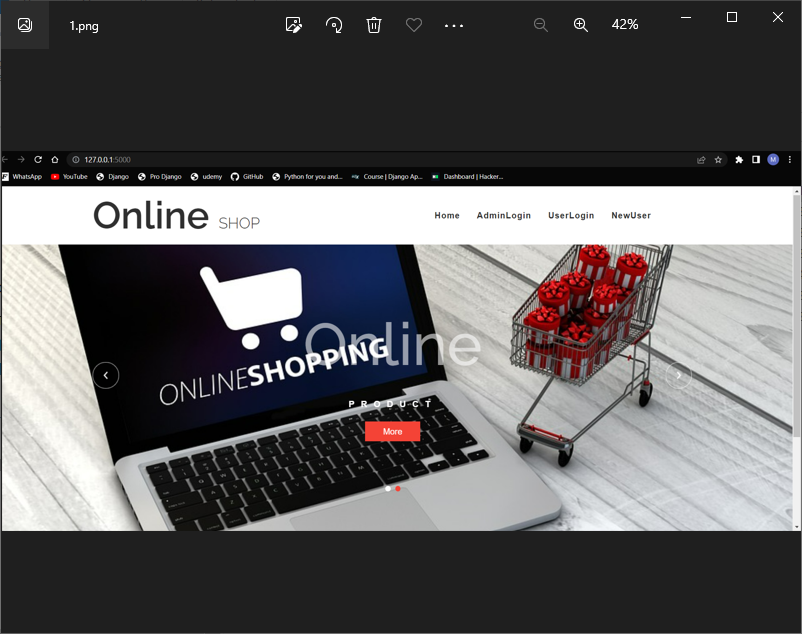 1.png
42%
127.0.0.1:5000
M
WhatsApp
YouTube
Django
Pro Django
udemy
GitHub
Python for you and...
Course | Django Ap...
Dashboard | Hacker...
Online SHOP
Home
AdminLogin
UserLogin
NewUser
ONLINESHOPPING
Online
PRODUCT
More